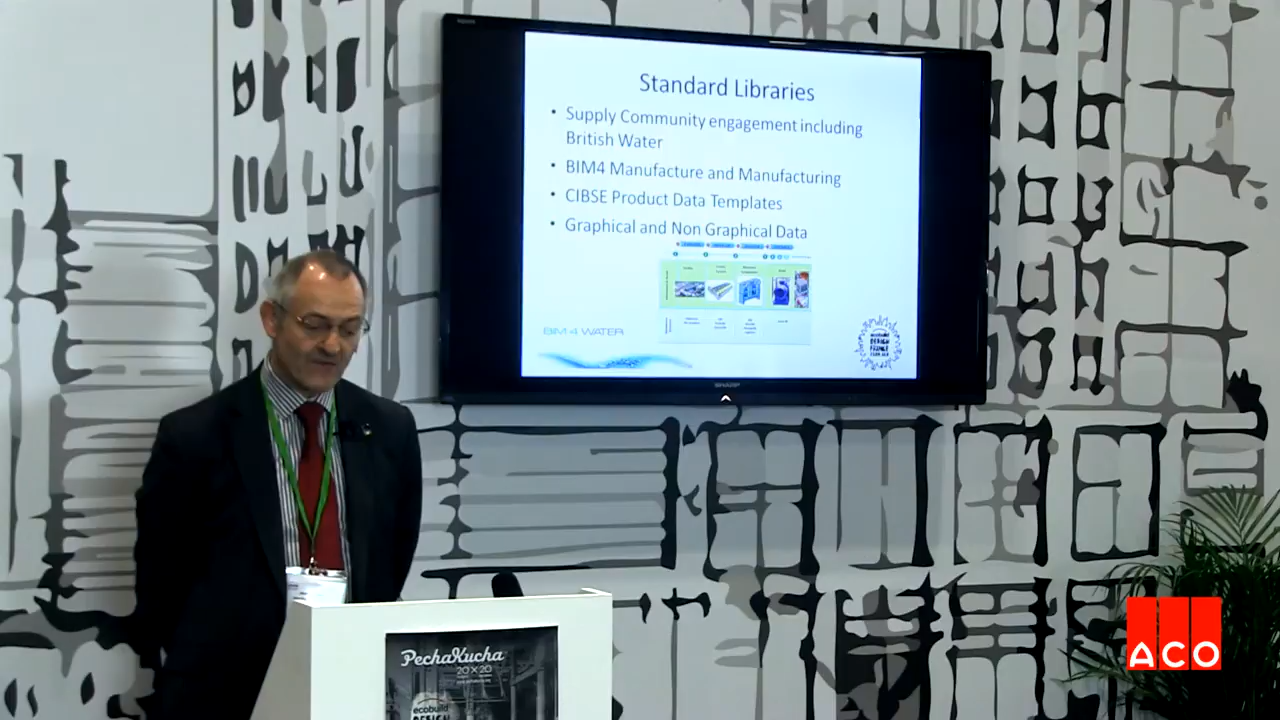 Standard Libraries
• Supply Community engagement including
British Water
• BIM4 Manufacture and Manufacturing
• CIBSE Product Data Templates
• Graphical and Non Graphical Data
BIM 4 WATER
SHARP
PechaKucha
20×20
ecobuild
DESIGN
ACO